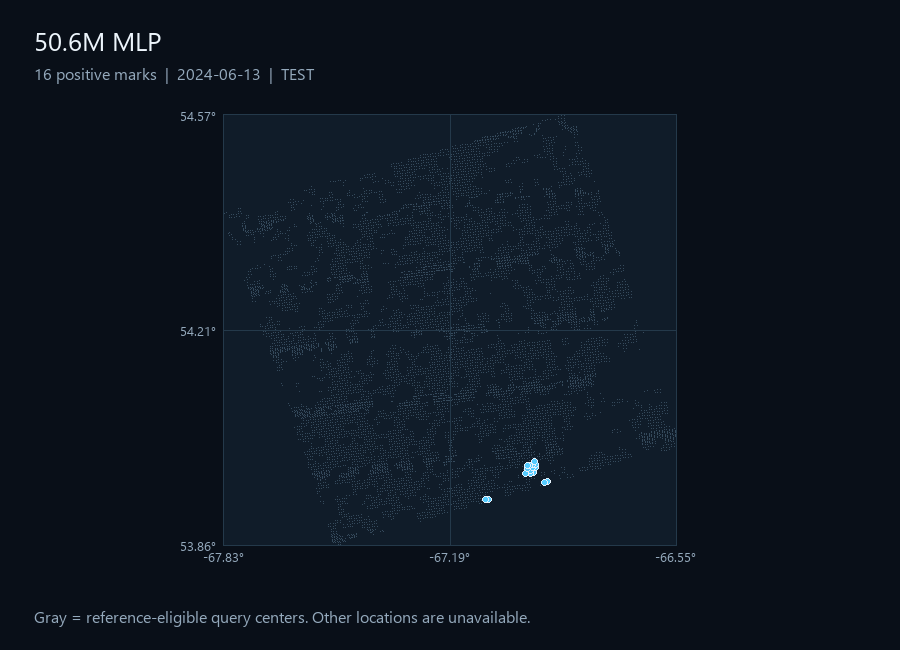 50.6M MLP
16 positive marks | 2024-06-13 | TEST
54.57°
54.21°
53.86°
-67.83° -67.19° -66.55°
Gray = reference-eligible query centers. Other locations are unavailable.